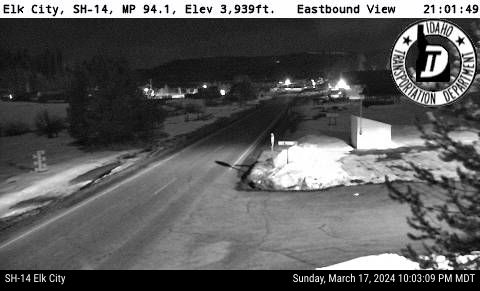 Elk City, SH-14, MP 94.1, Elev 3,939ft. Eastbound View 21:01:49
IDAHO
TRANSPORTATION DEPARTMENT
SH-14 Elk City Sunday, March 17, 2024 10:03:09 PM MDT